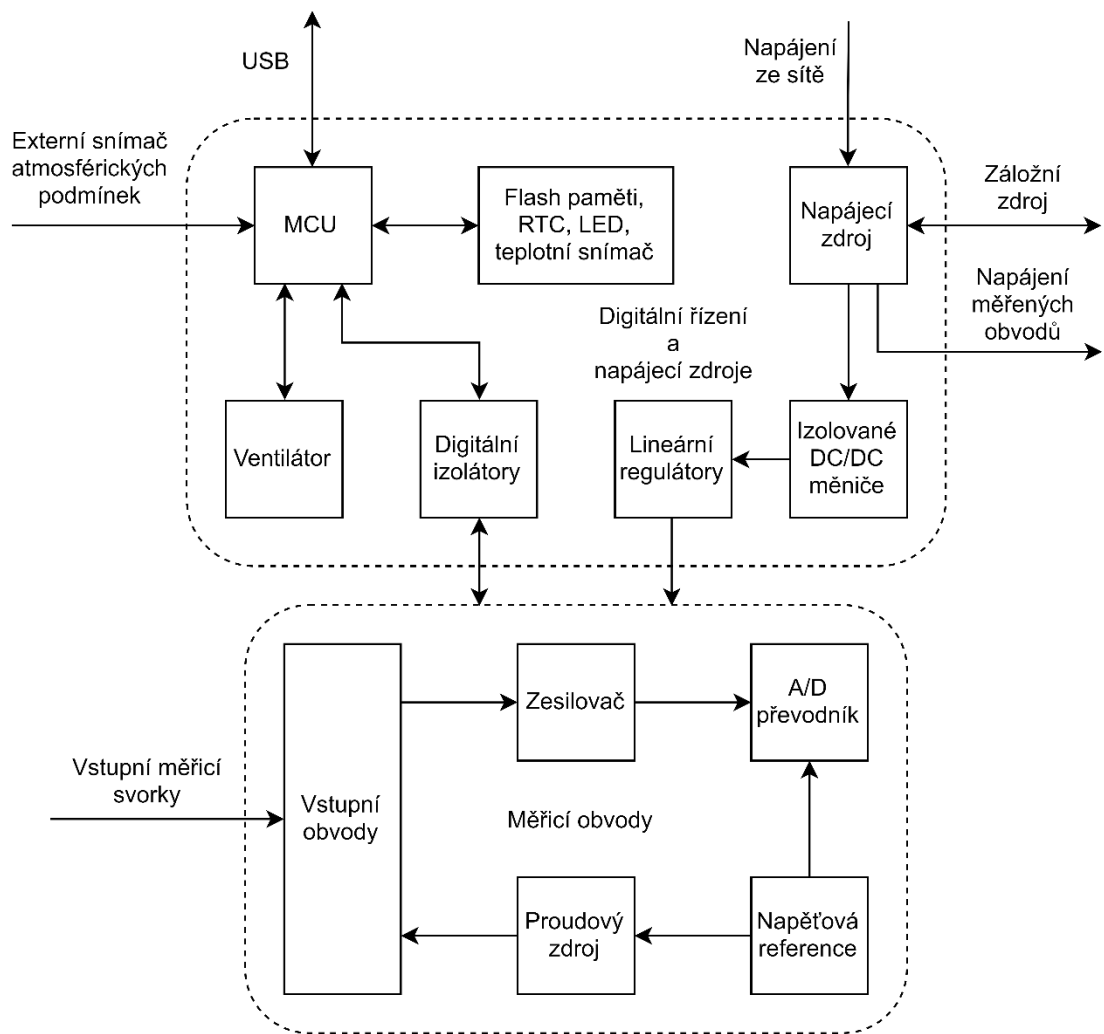 USB
Napájení
ze sítě
Externí snímač
atmosférických
podmínek
MCU
Flash paměti,
RTC, LED,
teplotní snímač
Napájecí
zdroj
Záložní
zdroj
Napájení
měřených
obvodů
Digitální řízení
a
napájecí zdroje
Ventilátor
Digitální
izolátory
Lineární
regulátory
Izolované
DC/DC
měniče
Zesilovač
A/D
převodník
Vstupní měřicí
svorky
Vstupní
obvody
Měřicí obvody
Proudový
zdroj
Napěťová
reference